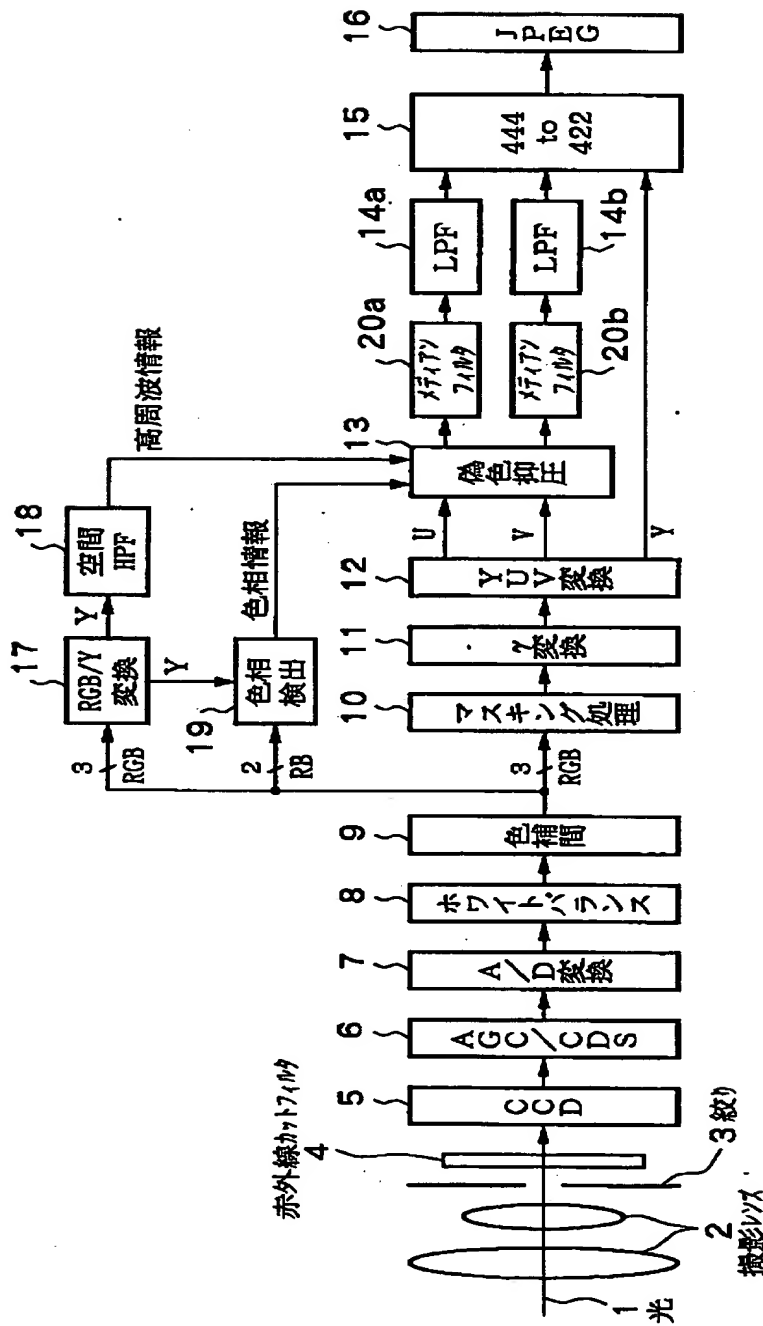 1
光
2
撮影レンズ
3 絞り
4
赤外線カットフィルタ
5
CCD
6
AGC/CDS
7
A/D変換
8
ホワイトバランス
9
色補間
3
RGB
10
マスキング処理
11
γ変換
12
YUV変換
U
V
Y
13
偽色抑圧
20a
メディアン
フィルタ
20b
メディアン
フィルタ
14a
LPF
14b
LPF
15
444
to
422
16
JPEG
3
RGB
17
RGB/Y
変換
Y
18
空間
HPF
高周波情報
Y
2
RB
19
色相
検出
色相情報